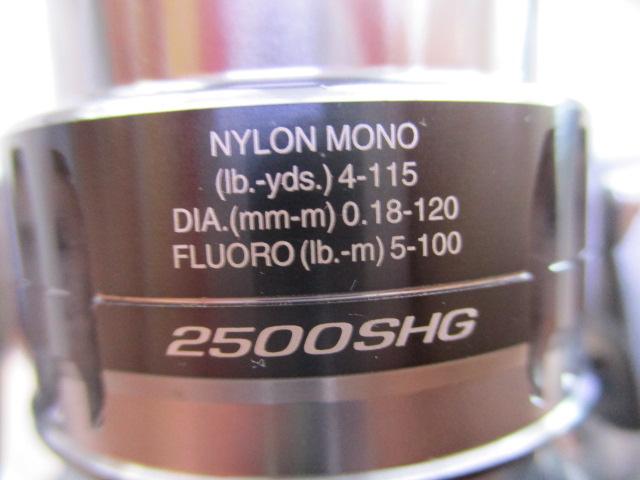 NYLON MONO
(lb.-yds.) 4-115
DIA.(mm-m) 0.18-120
FLUORO (lb.-m) 5-100
2500SHG